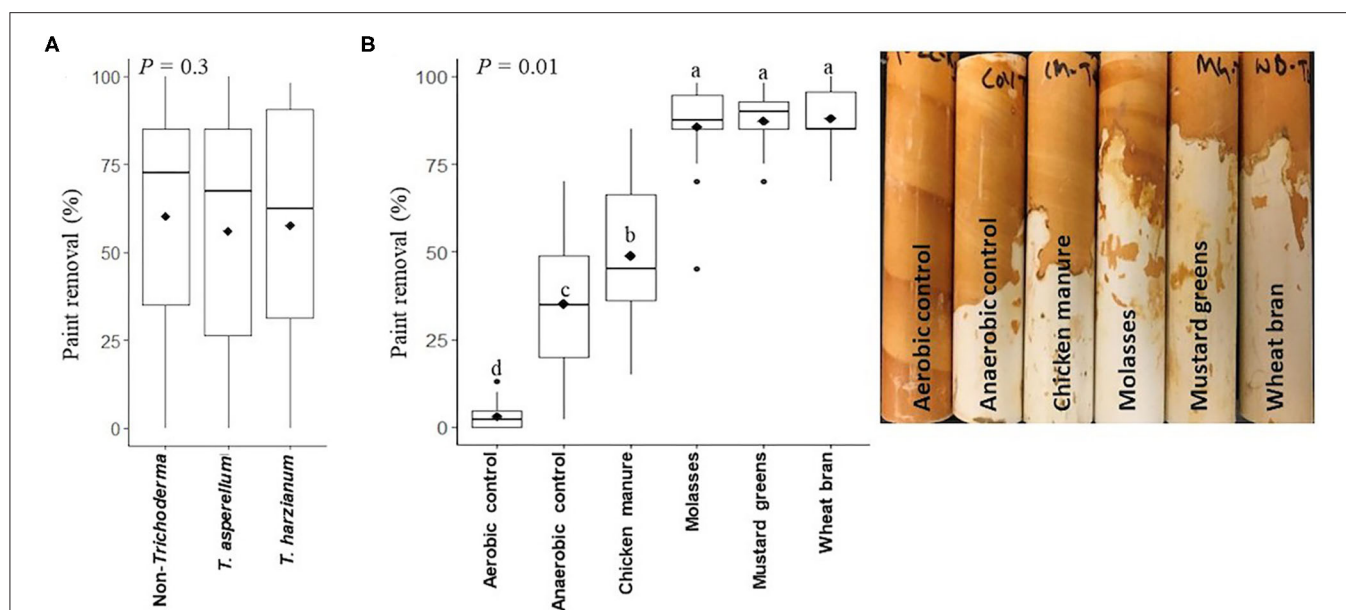 A
P = 0.3
Paint removal (%)
100
75
50
25
0
Non-Trichoderma
T. asperellum
T. harzianum
B
P = 0.01
Paint removal (%)
100
75
50
25
0
d
c
b
a
a
a
Aerobic control
Anaerobic control
Chicken manure
Molasses
Mustard greens
Wheat bran
Aerobic control
Anaerobic control
Chicken manure
Molasses
Mustard greens
Wheat bran